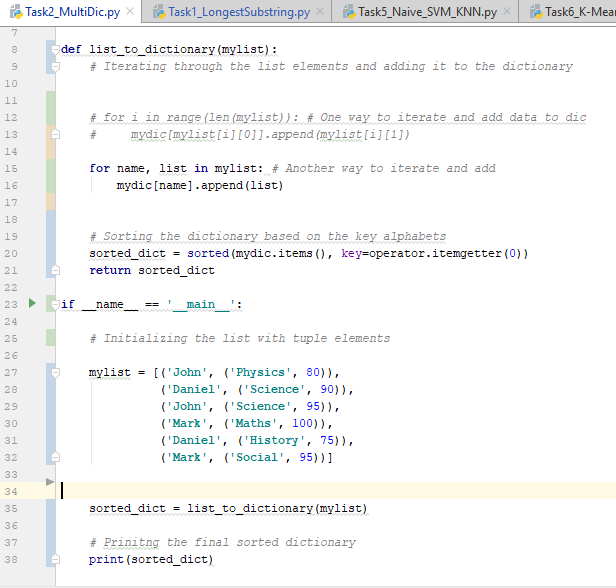 Task2_MultiDic.py × Task1_LongestSubstring.py × Task5_Naive_SVM_KNN.py × Task6_K-Mea
7
8 def list_to_dictionary(mylist):
9 # Iterating through the list elements and adding it to the dictionary
10
11
12 # for i in range(len(mylist)): # One way to iterate and add data to dic
13 # mydic[mylist[i][0]].append(mylist[i][1])
14
15 for name, list in mylist: # Another way to iterate and add
16 mydic[name].append(list)
17
18
19 # Sorting the dictionary based on the key alphabets
20 sorted_dict = sorted(mydic.items(), key=operator.itemgetter(0))
21 return sorted_dict
22
23 if __name__ == '__main__':
24
25 # Initializing the list with tuple elements
26
27 mylist = [('John', ('Physics', 80)),
28 ('Daniel', ('Science', 90)),
29 ('John', ('Science', 95)),
30 ('Mark', ('Maths', 100)),
31 ('Daniel', ('History', 75)),
32 ('Mark', ('Social', 95))]
33
34
35 sorted_dict = list_to_dictionary(mylist)
36
37 # Prinitng the final sorted dictionary
38 print(sorted_dict)